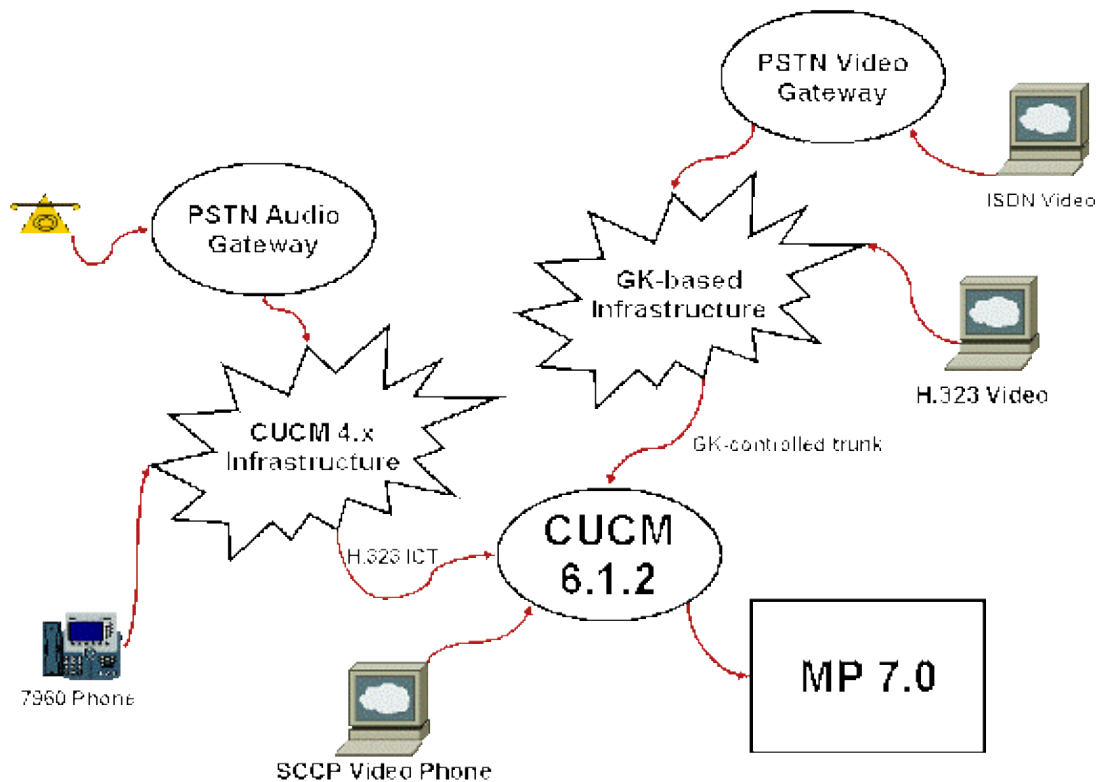 PSTN Video
Gateway
ISDN Video
PSTN Audio
Gateway
GK-based
Infrastructure
H.323 Video
CUCM 4.x
Infrastructure
GK-controlled trunk
H.323 ICT
CUCM
6.1.2
7960 Phone
MP 7.0
SCCP Video Phone